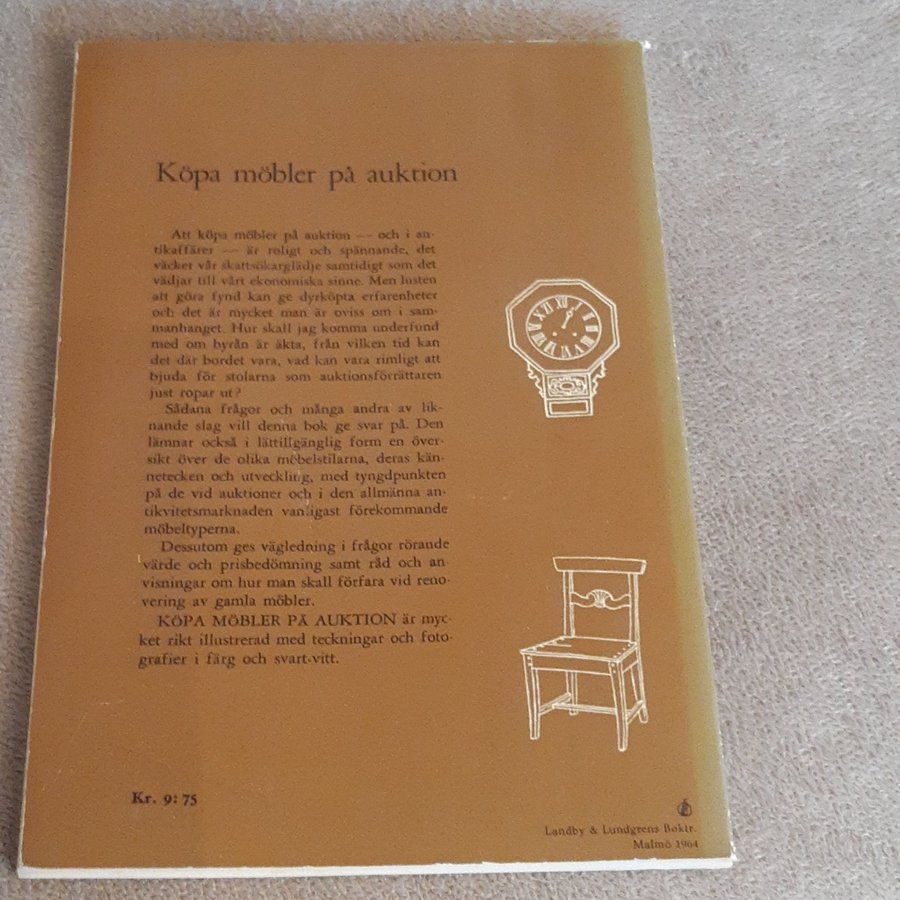 Köpa möbler på auktion
Att köpa möbler på auktion — och i an-
tikaffärer — är roligt och spännande, det
väcker vår skattsökarglädje samtidigt som det
vädjar till vårt ekonomiska sinne. Men lusten
att göra fynd kan ge dyrköpta erfarenheter
och det är mycket man är oviss om i sam-
manhanget. Hur skall jag komma underfund
med om byrån är äkta, från vilken tid kan
det där bordet vara, vad kan vara rimligt att
bjuda för stolarna som auktionsförrättaren
just ropar ut?
Sådana frågor och många andra av lik-
nande slag vill denna bok ge svar på. Den
lämnar också i lättillgänglig form en över-
sikt över de olika möbelstilarna, deras kän-
netecken och utveckling, med tyngdpunkten
på de vid auktioner och i den allmänna an-
tikvitetsmarknaden vanligast förekommande
möbeltyperna.
Dessutom ges vägledning i frågor rörande
värde och prisbedömning samt råd och an-
visningar om hur man skall förfara vid reno-
vering av gamla möbler.
KÖPA MÖBLER PÅ AUKTION är myc-
ket rikt illustrerad med teckningar och foto-
grafier i färg och svart-vitt.
Kr. 9:75
Landby & Lundgrens Boktr.
Malmö 1964